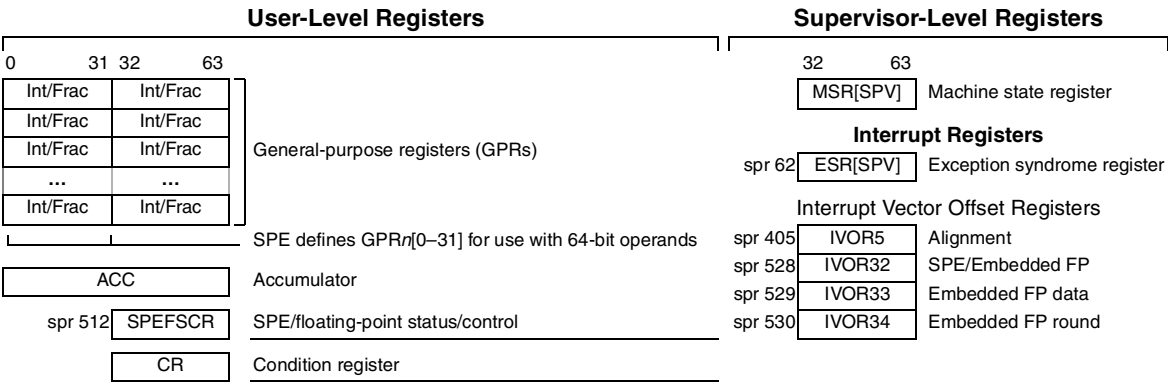 User-Level Registers
0 31 32 63
Int/Frac Int/Frac
Int/Frac Int/Frac
Int/Frac Int/Frac
... ...
Int/Frac Int/Frac
General-purpose registers (GPRs)
SPE defines GPRn[0–31] for use with 64-bit operands
ACC Accumulator
spr 512 SPEFSCR SPE/floating-point status/control
CR Condition register
Supervisor-Level Registers
32 63
MSR[SPV] Machine state register
Interrupt Registers
spr 62 ESR[SPV] Exception syndrome register
Interrupt Vector Offset Registers
spr 405 IVOR5 Alignment
spr 528 IVOR32 SPE/Embedded FP
spr 529 IVOR33 Embedded FP data
spr 530 IVOR34 Embedded FP round